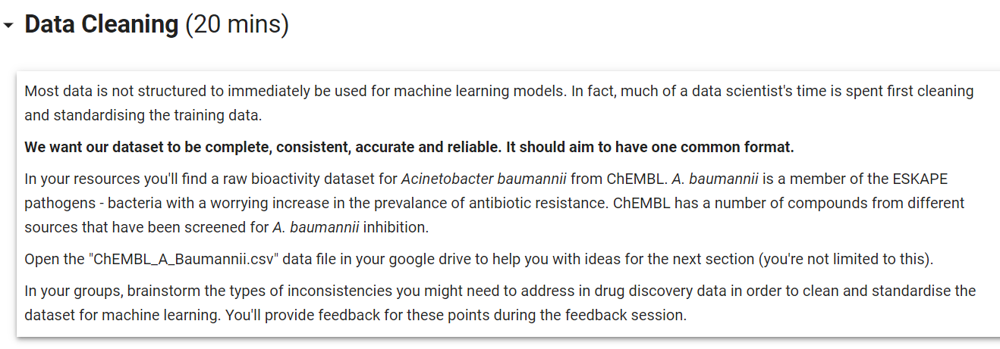 Data Cleaning (20 mins)
Most data is not structured to immediately be used for machine learning models. In fact, much of a data scientist's time is spent first cleaning
and standardising the training data.
We want our dataset to be complete, consistent, accurate and reliable. It should aim to have one common format.
In your resources you'll find a raw bioactivity dataset for Acinetobacter baumannii from ChEMBL. A. baumannii is a member of the ESKAPE
pathogens - bacteria with a worrying increase in the prevalance of antibiotic resistance. ChEMBL has a number of compounds from different
sources that have been screened for A. baumannii inhibition.
Open the "ChEMBL_A_Baumannii.csv" data file in your google drive to help you with ideas for the next section (you're not limited to this).
In your groups, brainstorm the types of inconsistencies you might need to address in drug discovery data in order to clean and standardise the
dataset for machine learning. You'll provide feedback for these points during the feedback session.